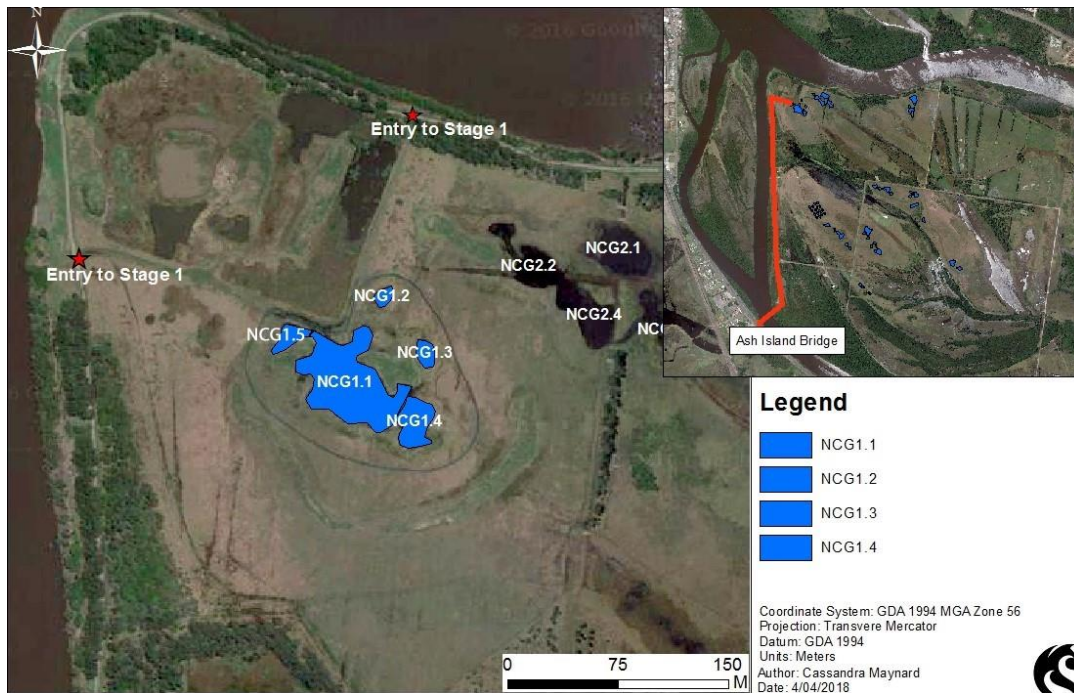 N
© 2016 Google
© 2016
Entry to Stage 1
Entry to Stage 1
NCG2.1
NCG2.2
NCG2.4
NCG1.2
NCG1.5
NCG1.3
NCG1.1
NCG1.4
0 75 150
M
Ash Island Bridge
Legend
NCG1.1
NCG1.2
NCG1.3
NCG1.4
Coordinate System: GDA 1994 MGA Zone 56
Projection: Transvere Mercator
Datum: GDA 1994
Units: Meters
Author: Cassandra Maynard
Date: 4/04/2018